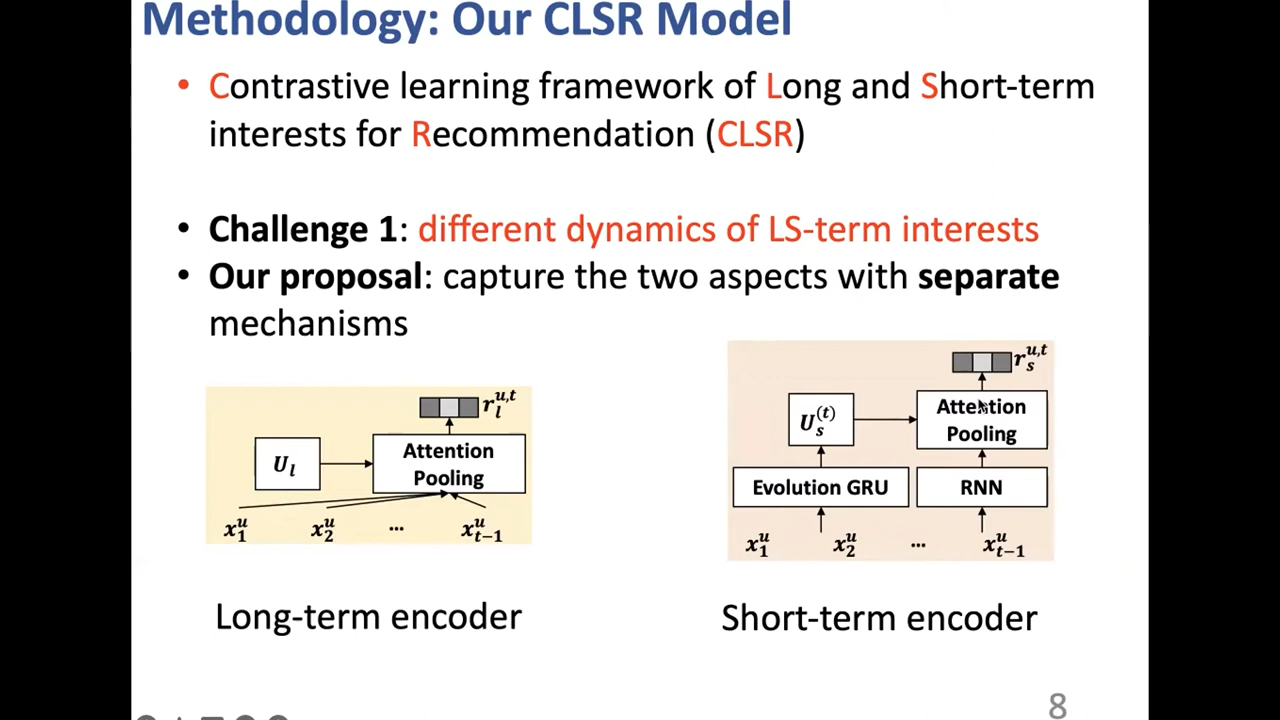 Methodology: Our CLSR Model
• Contrastive learning framework of Long and Short-term
interests for Recommendation (CLSR)
• Challenge 1: different dynamics of LS-term interests
• Our proposal: capture the two aspects with separate
mechanisms
r_l^{u,t}
U_l
Attention
Pooling
x_1^u x_2^u ... x_{t-1}^u
Long-term encoder
r_s^{u,t}
U_s^{(t)}
Attention
Pooling
Evolution GRU
RNN
x_1^u x_2^u ... x_{t-1}^u
Short-term encoder
8